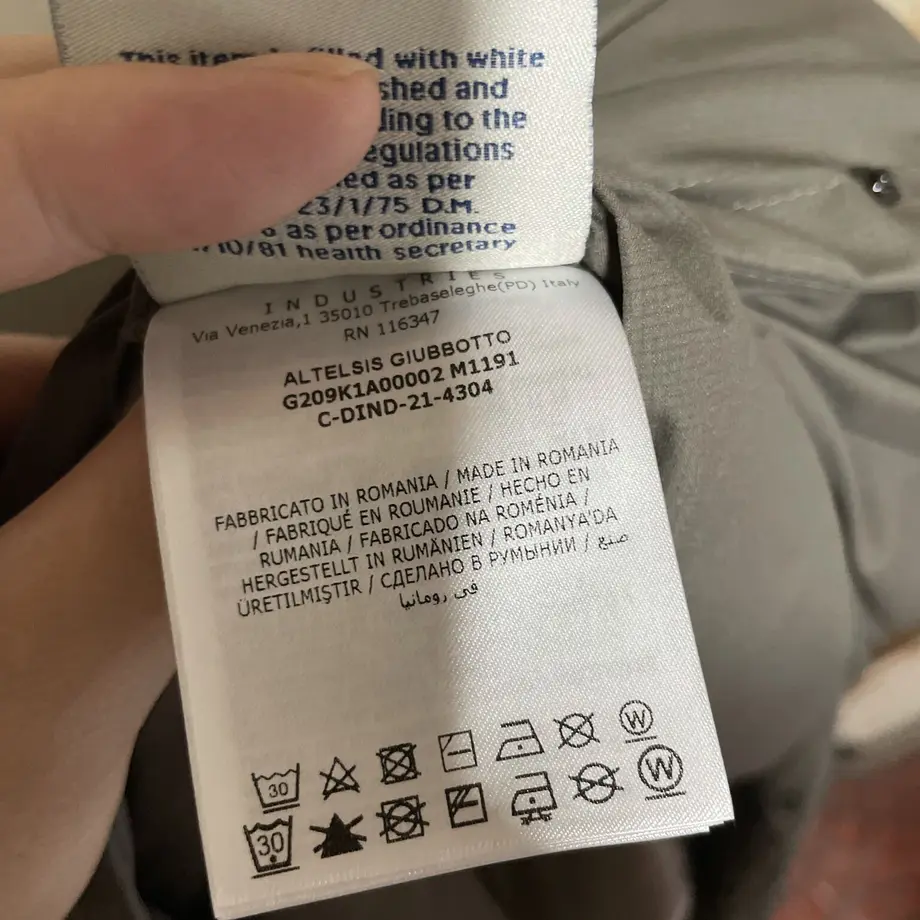 This item filled with white
shed and
ding to the
egulations
ed as per
23/1/75 D.M.
as per ordinance
/10/81 health secretary
INDUSTRIES
Via Venezia,1 35010 Trebaseleghe(PD) Italy
RN 116347
ALTELSIS GIUBBOTTO
G209K1A00002 M1191
C-DIND-21-4304
FABBRICATO IN ROMANIA / MADE IN ROMANIA
/ FABRIQUÉ EN ROUMANIE / HECHO EN
RUMANIA / FABRICADO NA ROMÉNIA /
HERGESTELLT IN RUMÄNIEN / ROMANYA'DA
ÜRETILMIŞTIR / СДЕЛАНО В РУМЫНИИ / صنع
في رومانيا
30 W
30 W